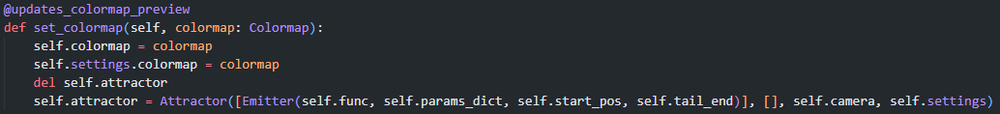 @updates_colormap_preview
def set_colormap(self, colormap: Colormap):
    self.colormap = colormap
    self.settings.colormap = colormap
    del self.attractor
    self.attractor = Attractor([Emitter(self.func, self.params_dict, self.start_pos, self.tail_end)], [], self.camera, self.settings)